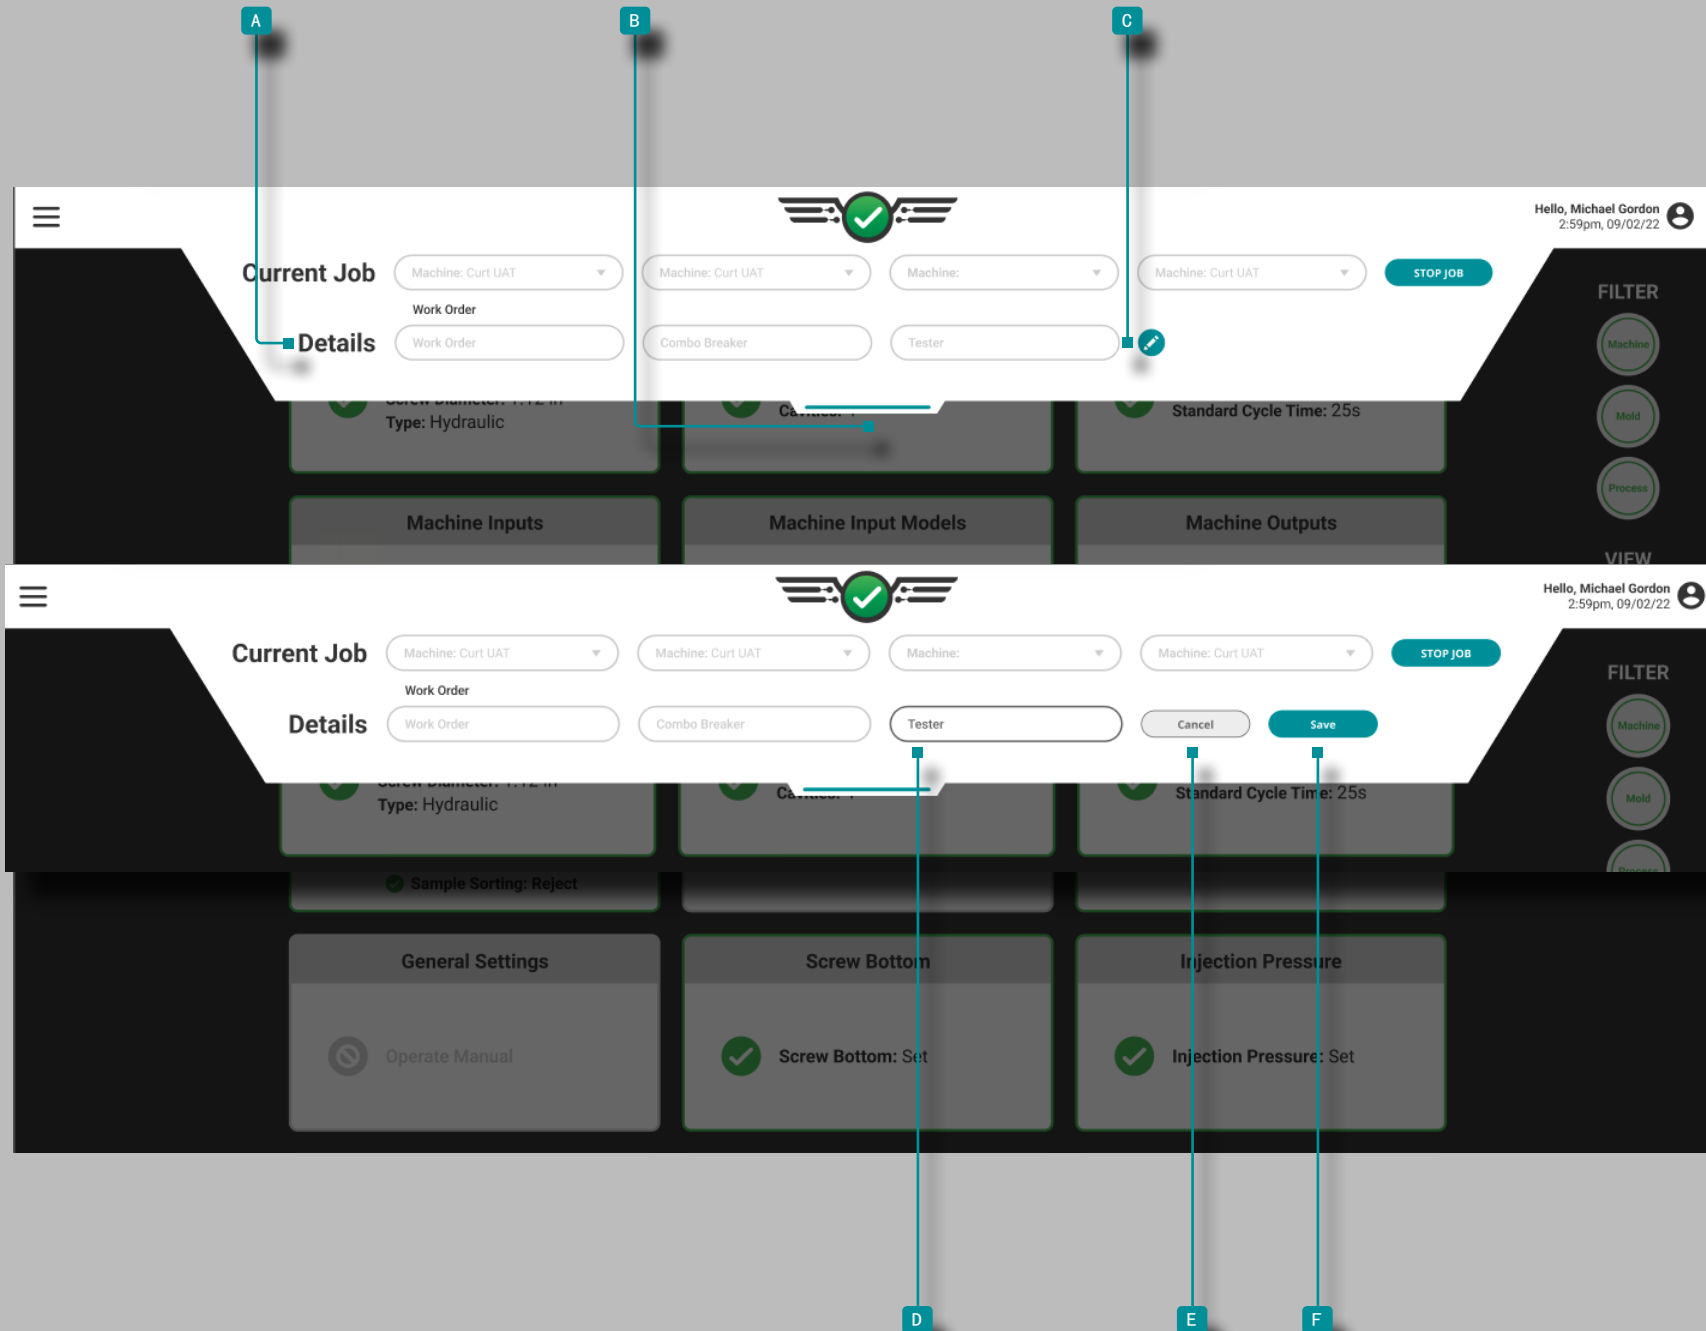 A B C
Hello, Michael Gordon
2:59pm, 09/02/22
Current Job Machine: Curt UAT Machine: Curt UAT Machine: Machine: Curt UAT STOP JOB
Work Order
Details Work Order Combo Breaker Tester
FILTER
Machine
Mold
Process
VIEW
Type: Hydraulic
Standard Cycle Time: 25s
Machine Inputs Machine Input Models Machine Outputs
Hello, Michael Gordon
2:59pm, 09/02/22
Current Job Machine: Curt UAT Machine: Curt UAT Machine: Machine: Curt UAT STOP JOB
Work Order
Details Work Order Combo Breaker Tester Cancel Save
FILTER
Machine
Mold
Process
Type: Hydraulic
Standard Cycle Time: 25s
Sample Sorting: Reject
General Settings Screw Bottom Injection Pressure
Operate Manual Screw Bottom: Set Injection Pressure: Set
D E F